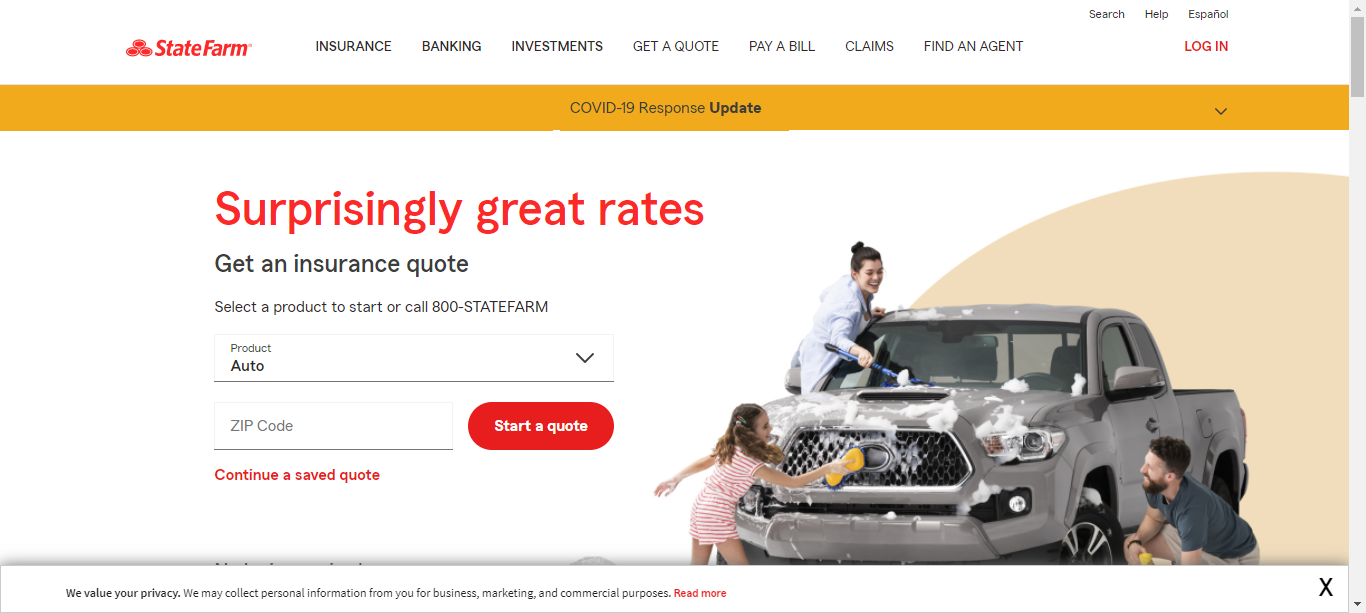 Search Help Español
State Farm
INSURANCE BANKING INVESTMENTS GET A QUOTE PAY A BILL CLAIMS FIND AN AGENT LOG IN
COVID-19 Response Update
Surprisingly great rates
Get an insurance quote
Select a product to start or call 800-STATEFARM
Product
Auto
ZIP Code
Start a quote
Continue a saved quote
We value your privacy. We may collect personal information from you for business, marketing, and commercial purposes. Read more
X